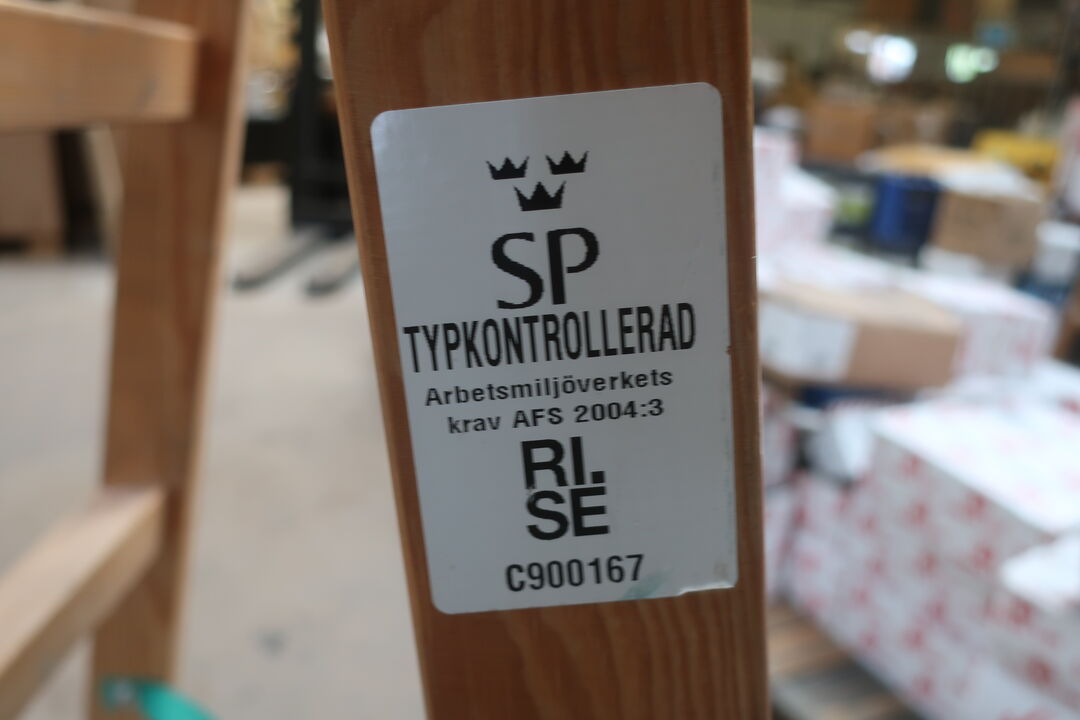 SP
TYPKONTROLLERAD
Arbetsmiljöverkets
krav AFS 2004:3
RI.
SE
C900167